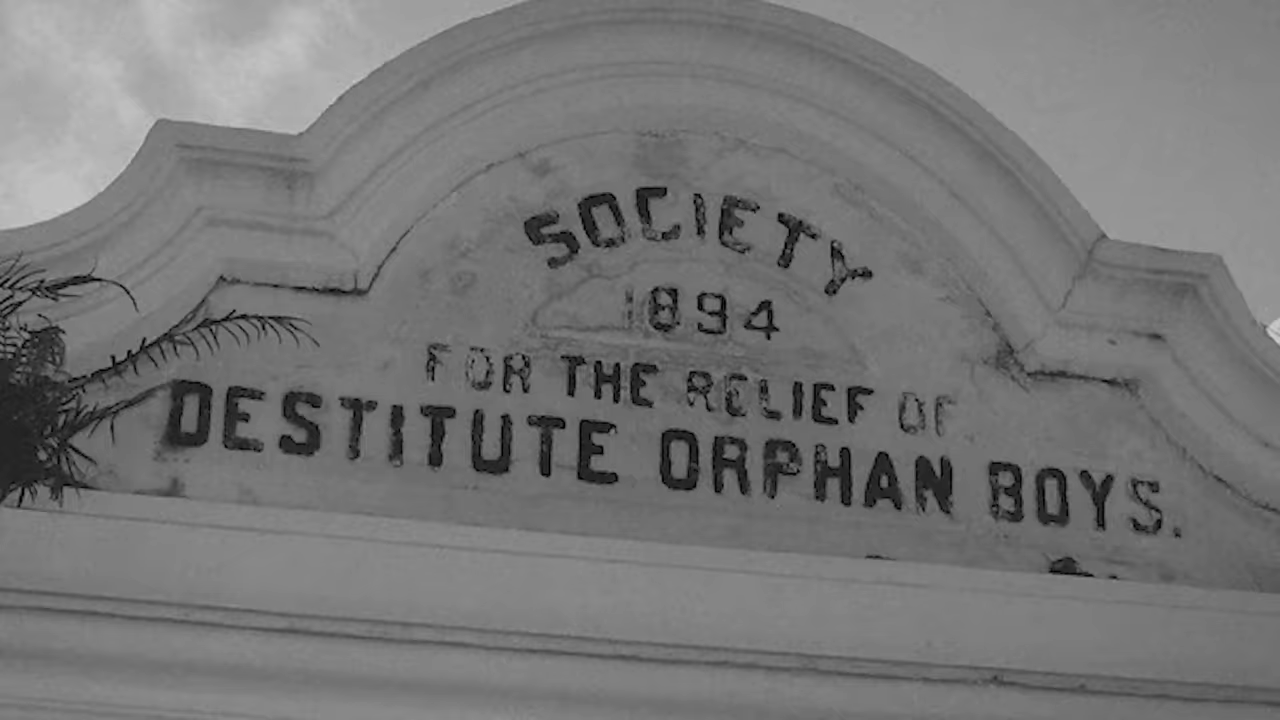 SOCIETY
1894
FOR THE RELIEF OF
DESTITUTE ORPHAN BOYS.